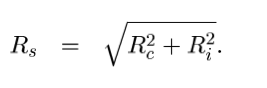 R_s = \sqrt{R_c^2 + R_i^2}.